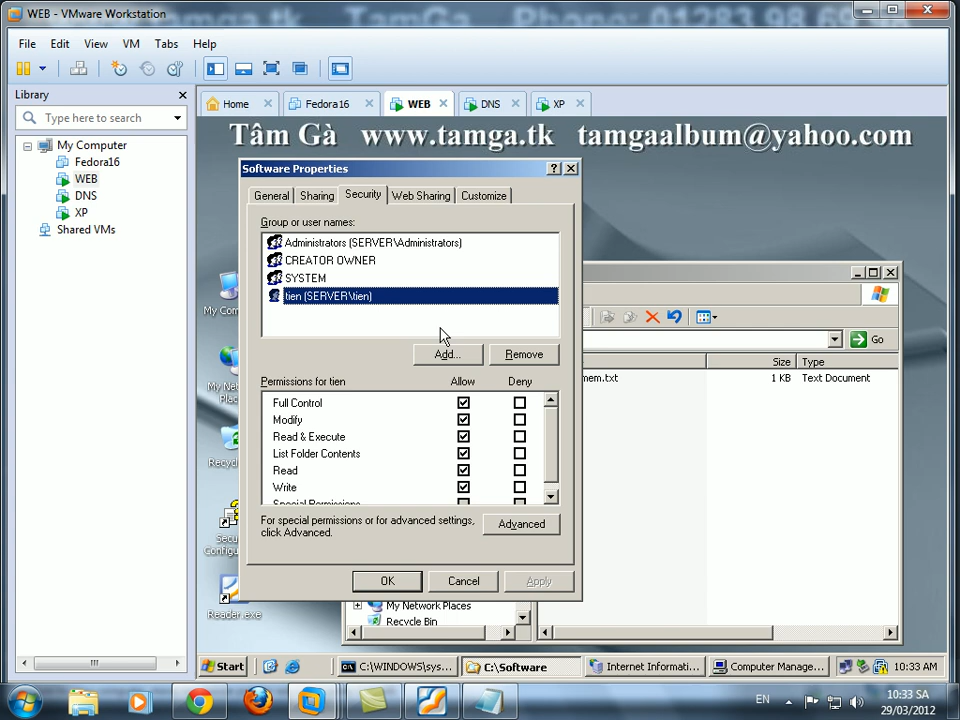 WEB - VMware Workstation
File Edit View VM Tabs Help
Library
Type here to search
My Computer
Fedora16
WEB
DNS
XP
Shared VMs
Home Fedora16 WEB DNS XP
Tâm Gà www.tamga.tk tamgaalbum@yahoo.com
Software Properties
General Sharing Security Web Sharing Customize
Group or user names:
Administrators (SERVER\Administrators)
CREATOR OWNER
SYSTEM
tien (SERVER\tien)
Add... Remove
Permissions for tien Allow Deny
Full Control
Modify
Read & Execute
List Folder Contents
Read
Write
Special Permissions
For special permissions or for advanced settings,
click Advanced.
Advanced
OK Cancel Apply
Go
Size Type
mem.txt 1 KB Text Document
My Network Places
Recycle Bin
Reader.exe
Start C:\WINDOWS\sys... C:\Software Internet Informati... Computer Manage... 10:33 AM
EN 10:33 SA
29/03/2012